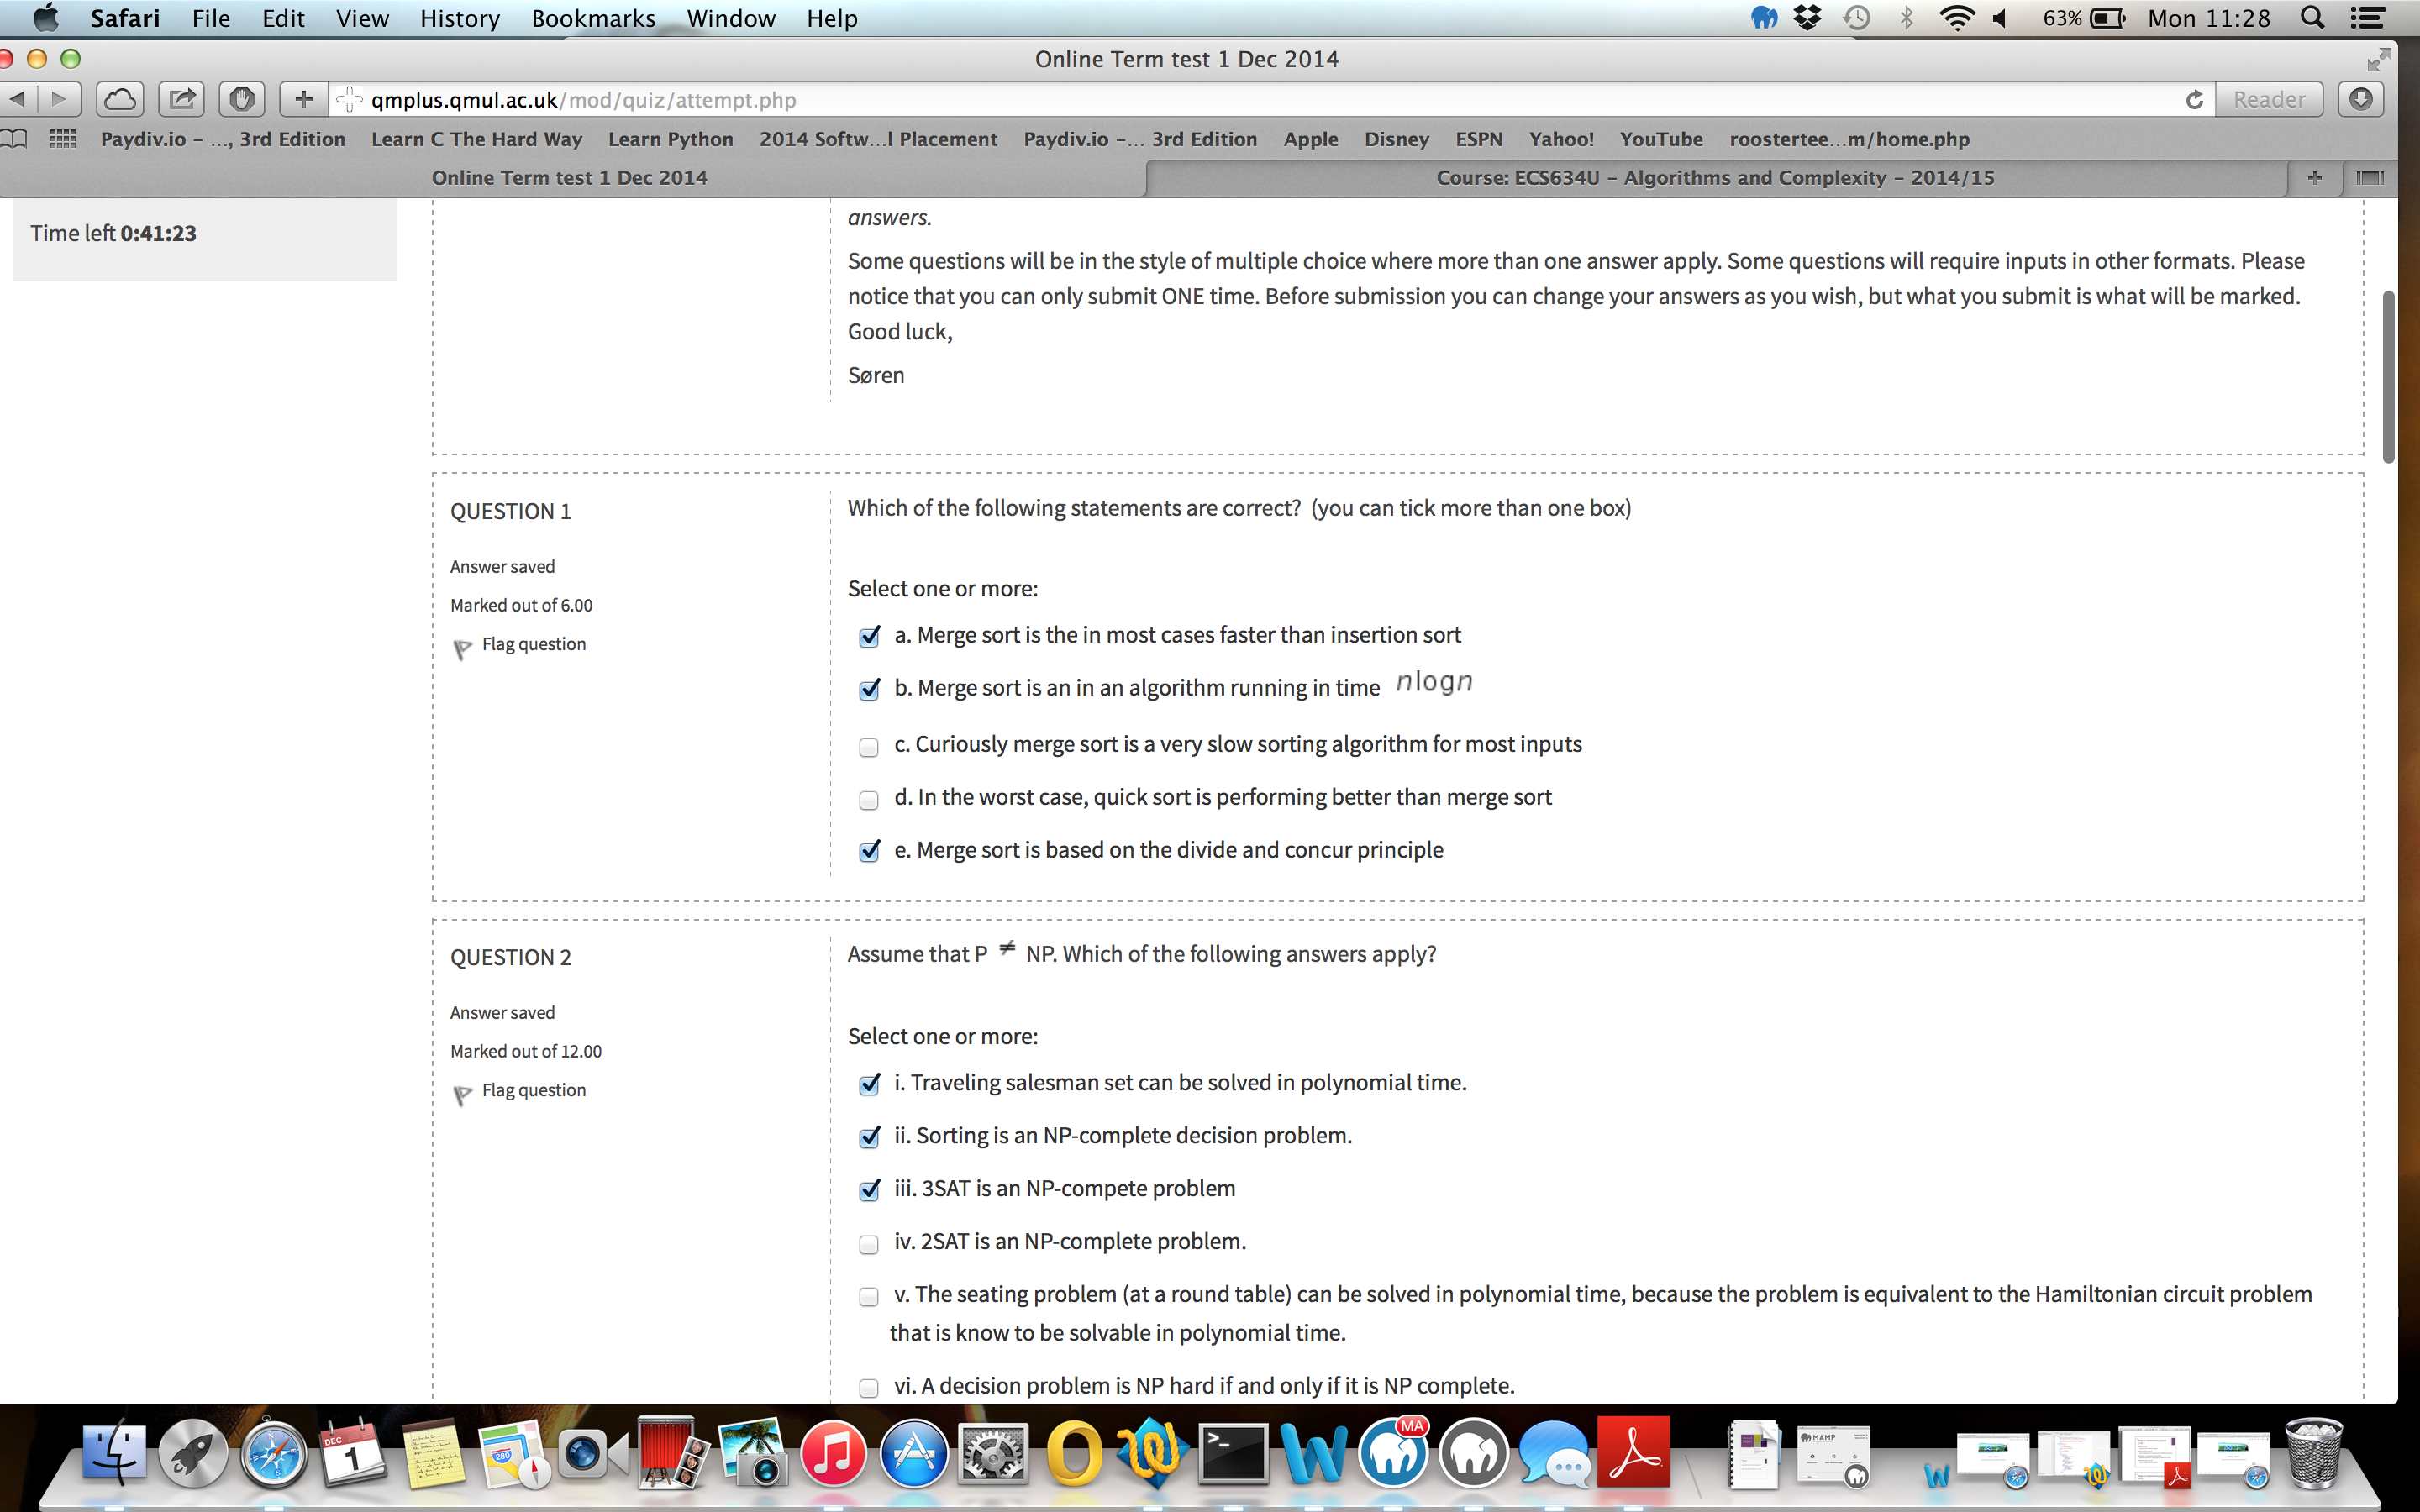 Safari File Edit View History Bookmarks Window Help 63% Mon 11:28
Online Term test 1 Dec 2014
qmplus.qmul.ac.uk/mod/quiz/attempt.php Reader
Paydiv.io – ..., 3rd Edition Learn C The Hard Way Learn Python 2014 Softw...l Placement Paydiv.io –... 3rd Edition Apple Disney ESPN Yahoo! YouTube roostertee...m/home.php
Online Term test 1 Dec 2014 Course: ECS634U – Algorithms and Complexity – 2014/15
Time left 0:41:23
answers.
Some questions will be in the style of multiple choice where more than one answer apply. Some questions will require inputs in other formats. Please
notice that you can only submit ONE time. Before submission you can change your answers as you wish, but what you submit is what will be marked.
Good luck,
Søren
QUESTION 1
Answer saved
Marked out of 6.00
Flag question
Which of the following statements are correct? (you can tick more than one box)
Select one or more:
a. Merge sort is the in most cases faster than insertion sort
b. Merge sort is an in an algorithm running in time nlogn
c. Curiously merge sort is a very slow sorting algorithm for most inputs
d. In the worst case, quick sort is performing better than merge sort
e. Merge sort is based on the divide and concur principle
QUESTION 2
Answer saved
Marked out of 12.00
Flag question
Assume that P ≠ NP. Which of the following answers apply?
Select one or more:
i. Traveling salesman set can be solved in polynomial time.
ii. Sorting is an NP-complete decision problem.
iii. 3SAT is an NP-compete problem
iv. 2SAT is an NP-complete problem.
v. The seating problem (at a round table) can be solved in polynomial time, because the problem is equivalent to the Hamiltonian circuit problem
that is know to be solvable in polynomial time.
vi. A decision problem is NP hard if and only if it is NP complete.
DEC
1
280
MA
MAMP